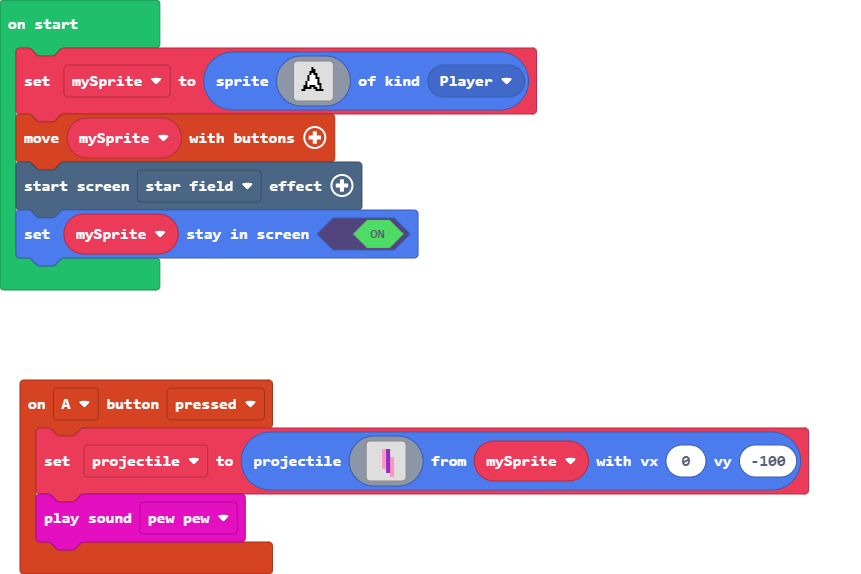 on start
set mySprite to sprite of kind Player
move mySprite with buttons
start screen star field effect
set mySprite stay in screen ON
on A button pressed
set projectile to projectile from mySprite with vx 0 vy -100
play sound pew pew